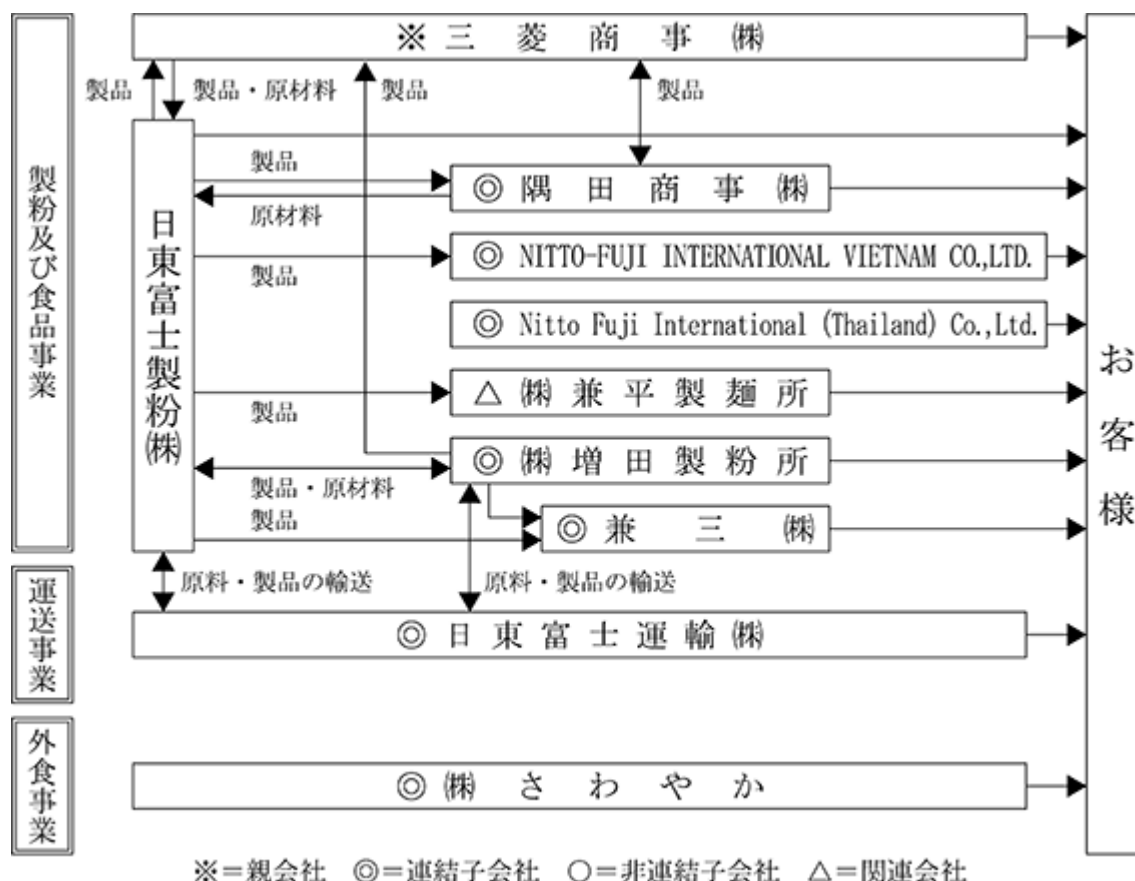 ※三菱商事㈱
製品
製品・原材料
製品
製品
製粉及び食品事業
日東富士製粉㈱
製品
◎隅田商事㈱
原材料
◎ NITTO-FUJI INTERNATIONAL VIETNAM CO.,LTD.
製品
◎ Nitto Fuji International (Thailand) Co.,Ltd.
△㈱兼平製麺所
製品
◎㈱増田製粉所
製品・原材料
製品
◎兼三㈱
お客様
原料・製品の輸送
原料・製品の輸送
運送事業
◎日東富士運輸㈱
外食事業
◎㈱さわやか
※=親会社 ◎=連結子会社 ○=非連結子会社 △=関連会社